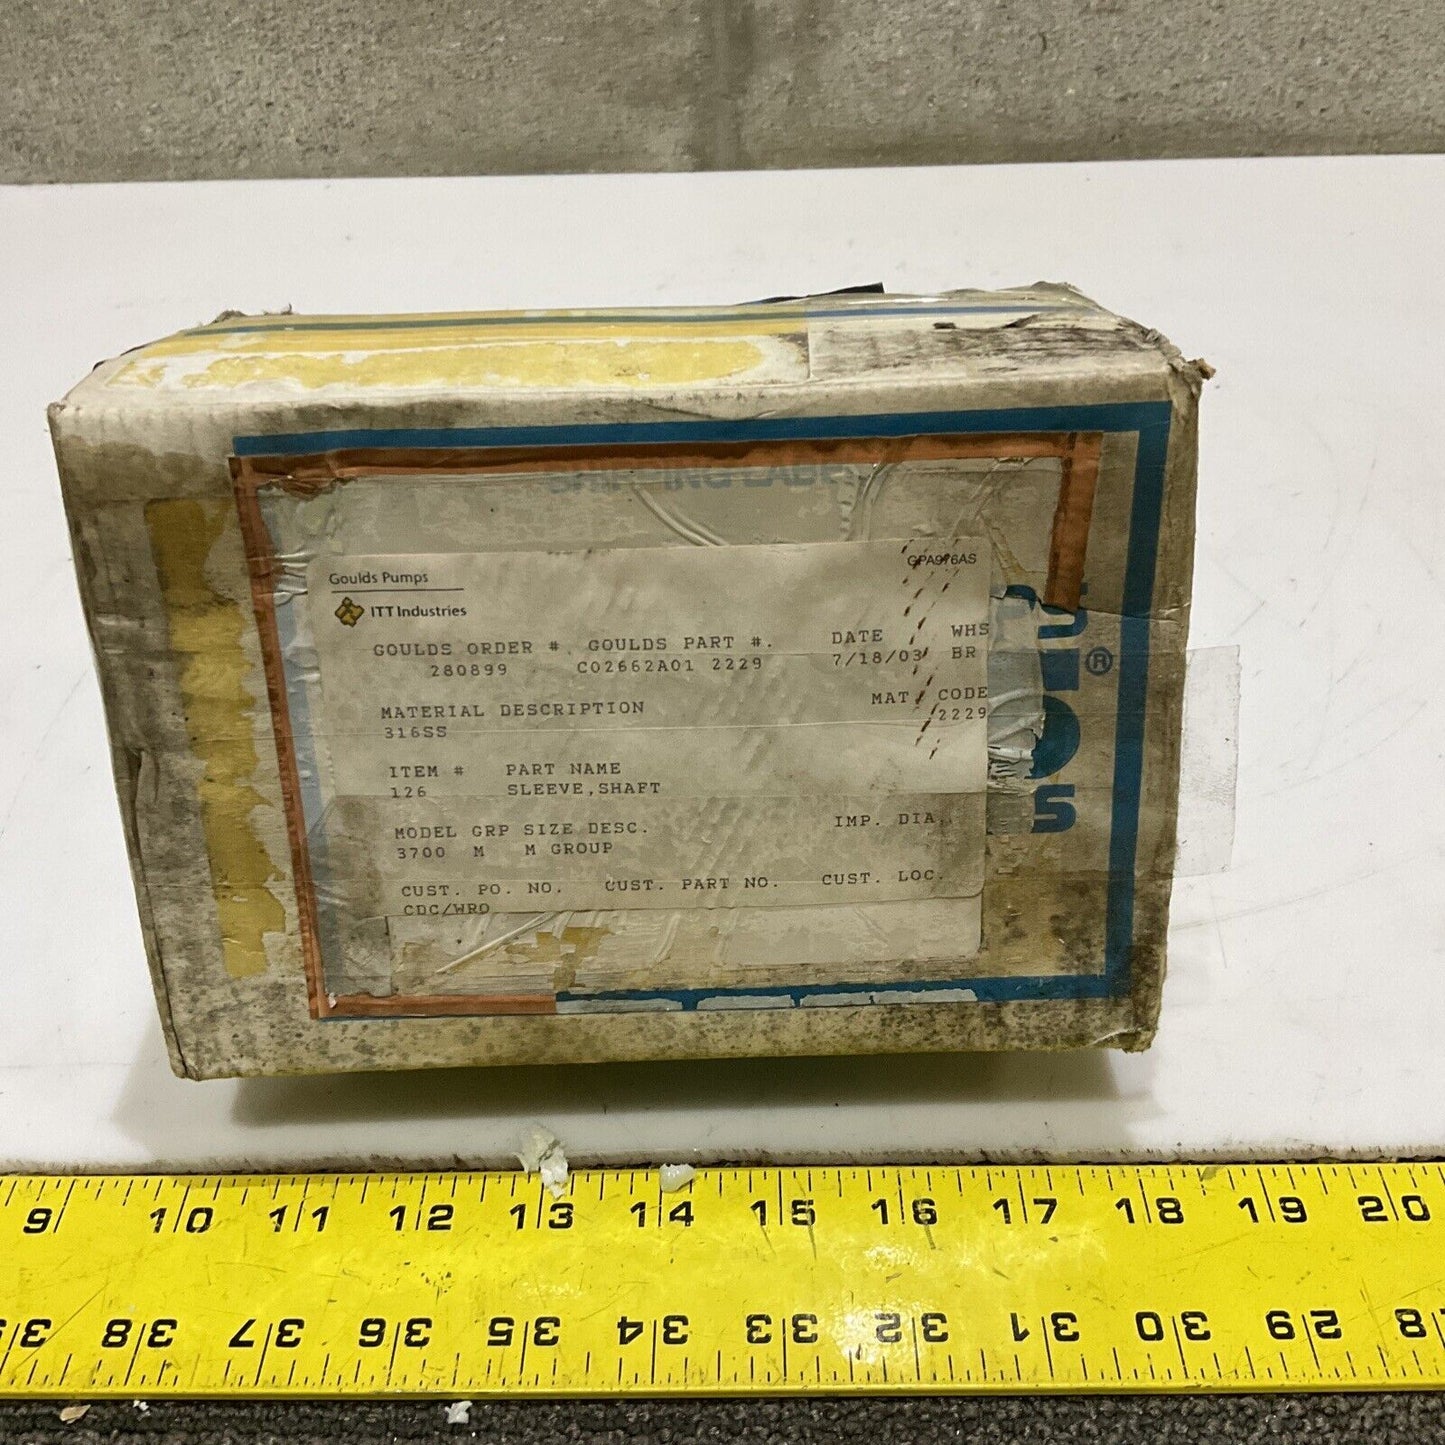 SHIPPING LABEL
Goulds Pumps
GPA976AS
ITT Industries
GOULDS ORDER # GOULDS PART #. DATE WHS
280899 C02662A01 2229 7/18/03 BR
MATERIAL DESCRIPTION MAT CODE
316SS 2229
ITEM # PART NAME
126 SLEEVE,SHAFT
MODEL GRP SIZE DESC. IMP. DIA.
3700 M M GROUP
CUST. PO. NO. CUST. PART NO. CUST. LOC.
CDC/WRO
®
9 10 11 12 13 14 15 16 17 18 19 20
38 37 36 35 34 33 32 31 30 29